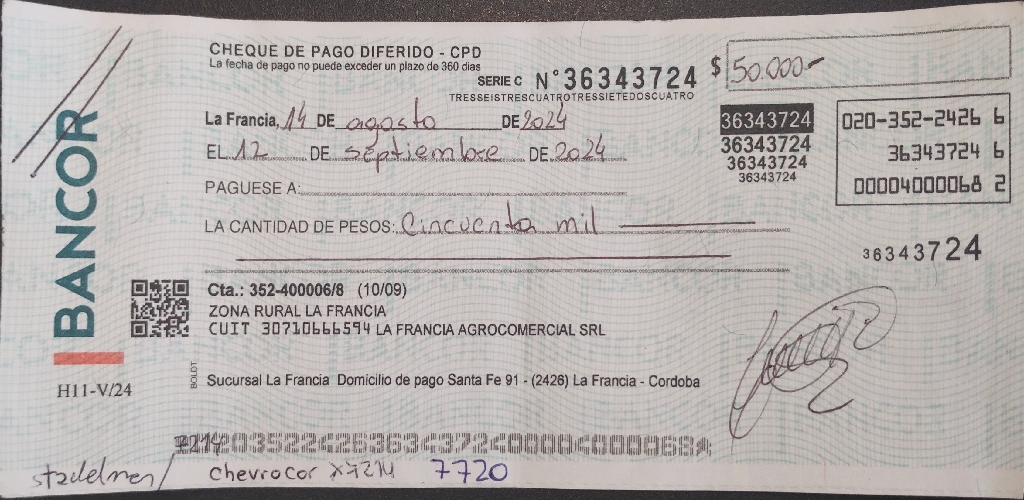 BANCOR
CHEQUE DE PAGO DIFERIDO - CPD
La fecha de pago no puede exceder un plazo de 360 dias
SERIE C N° 36343724
TRESSEISTRESCUATROTRESSIETEDOSCUATRO
$ 50.000-
La Francia, 14 DE agosto DE 2024
EL 12 DE septiembre DE 2024
PAGUESE A:
LA CANTIDAD DE PESOS: Cincuenta mil
36343724
36343724
36343724
36343724
020-352-2426 6
36343724 6
00004000068 2
36343724
Cta.: 352-400006/8 (10/09)
ZONA RURAL LA FRANCIA
CUIT 30710666594 LA FRANCIA AGROCOMERCIAL SRL
BOLDT
Sucursal La Francia Domicilio de pago Santa Fe 91 - (2426) La Francia - Cordoba
H11-V/24
chevrocor 7720